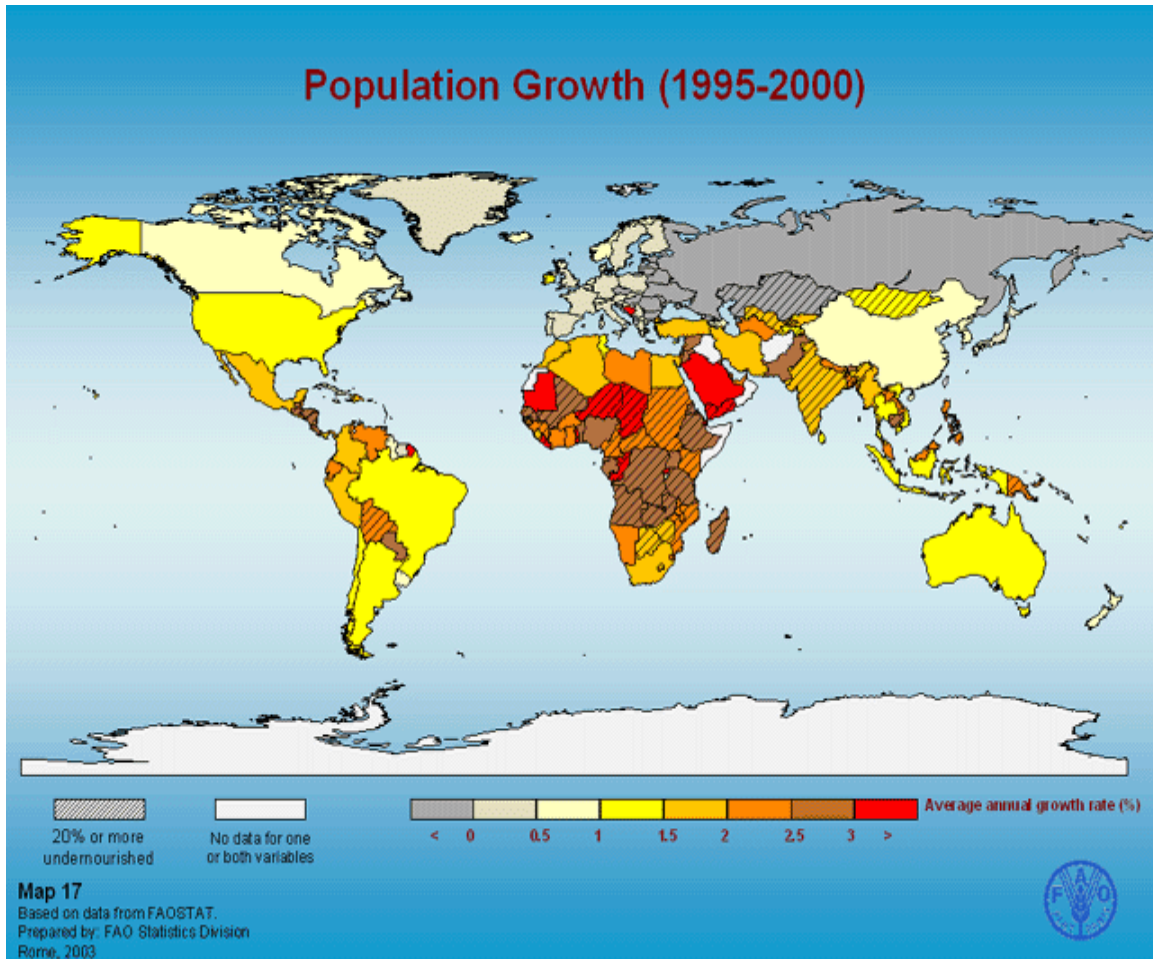 Population Growth (1995-2000)
20% or more
undernourished
No data for one
or both variables
< 0 0.5 1 1.5 2 2.5 3 >
Average annual growth rate (%)
Map 17
Based on data from FAOSTAT.
Prepared by: FAO Statistics Division
Rome, 2003
F A O